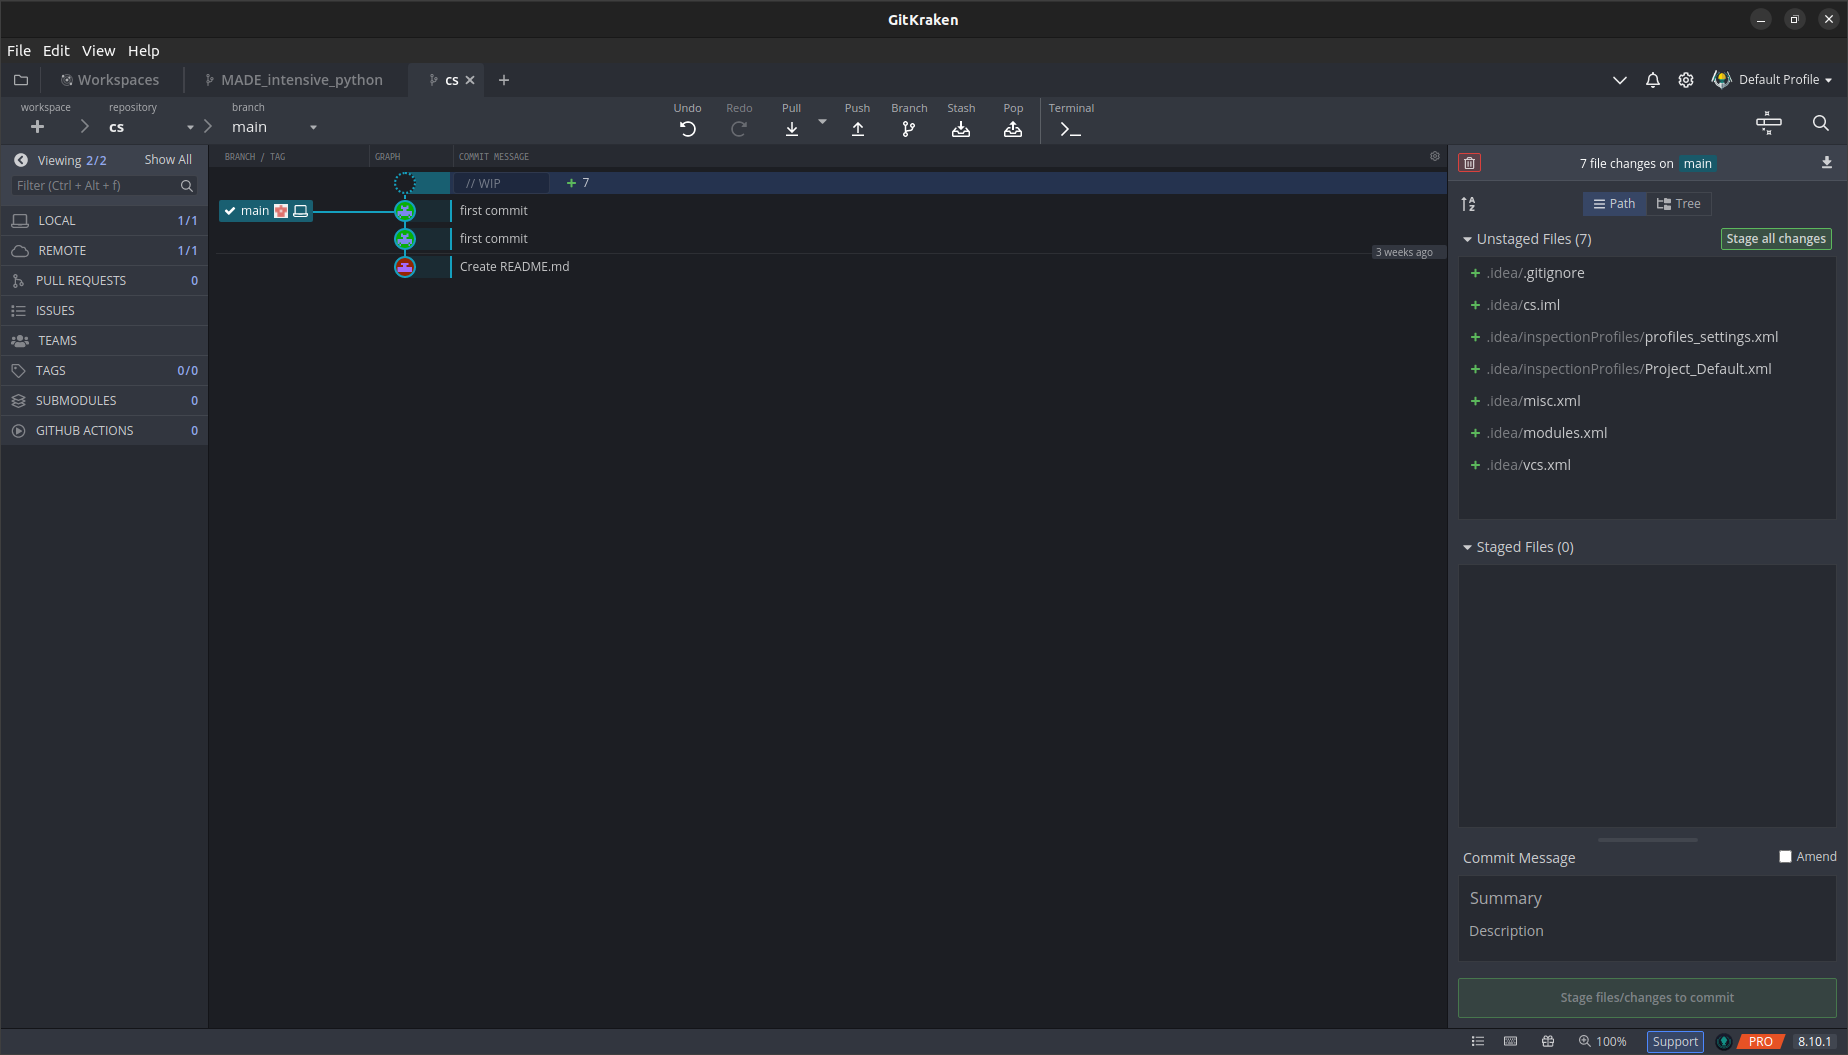 GitKraken
File Edit View Help
Workspaces MADE_intensive_python cs
Default Profile
workspace repository branch
cs main
Undo Redo Pull Push Branch Stash Pop Terminal
Viewing 2/2 Show All
Filter (Ctrl + Alt + f)
LOCAL 1/1
REMOTE 1/1
PULL REQUESTS 0
ISSUES
TEAMS
TAGS 0/0
SUBMODULES 0
GITHUB ACTIONS 0
BRANCH / TAG GRAPH COMMIT MESSAGE
// WIP + 7
main first commit
first commit
3 weeks ago
Create README.md
7 file changes on main
Path Tree
Unstaged Files (7) Stage all changes
+ .idea/.gitignore
+ .idea/cs.iml
+ .idea/inspectionProfiles/profiles_settings.xml
+ .idea/inspectionProfiles/Project_Default.xml
+ .idea/misc.xml
+ .idea/modules.xml
+ .idea/vcs.xml
Staged Files (0)
Commit Message Amend
Summary
Description
Stage files/changes to commit
100% Support PRO 8.10.1